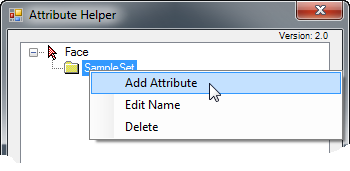 Attribute Helper
Version: 2.0
Face
SampleSet
Add Attribute
Edit Name
Delete